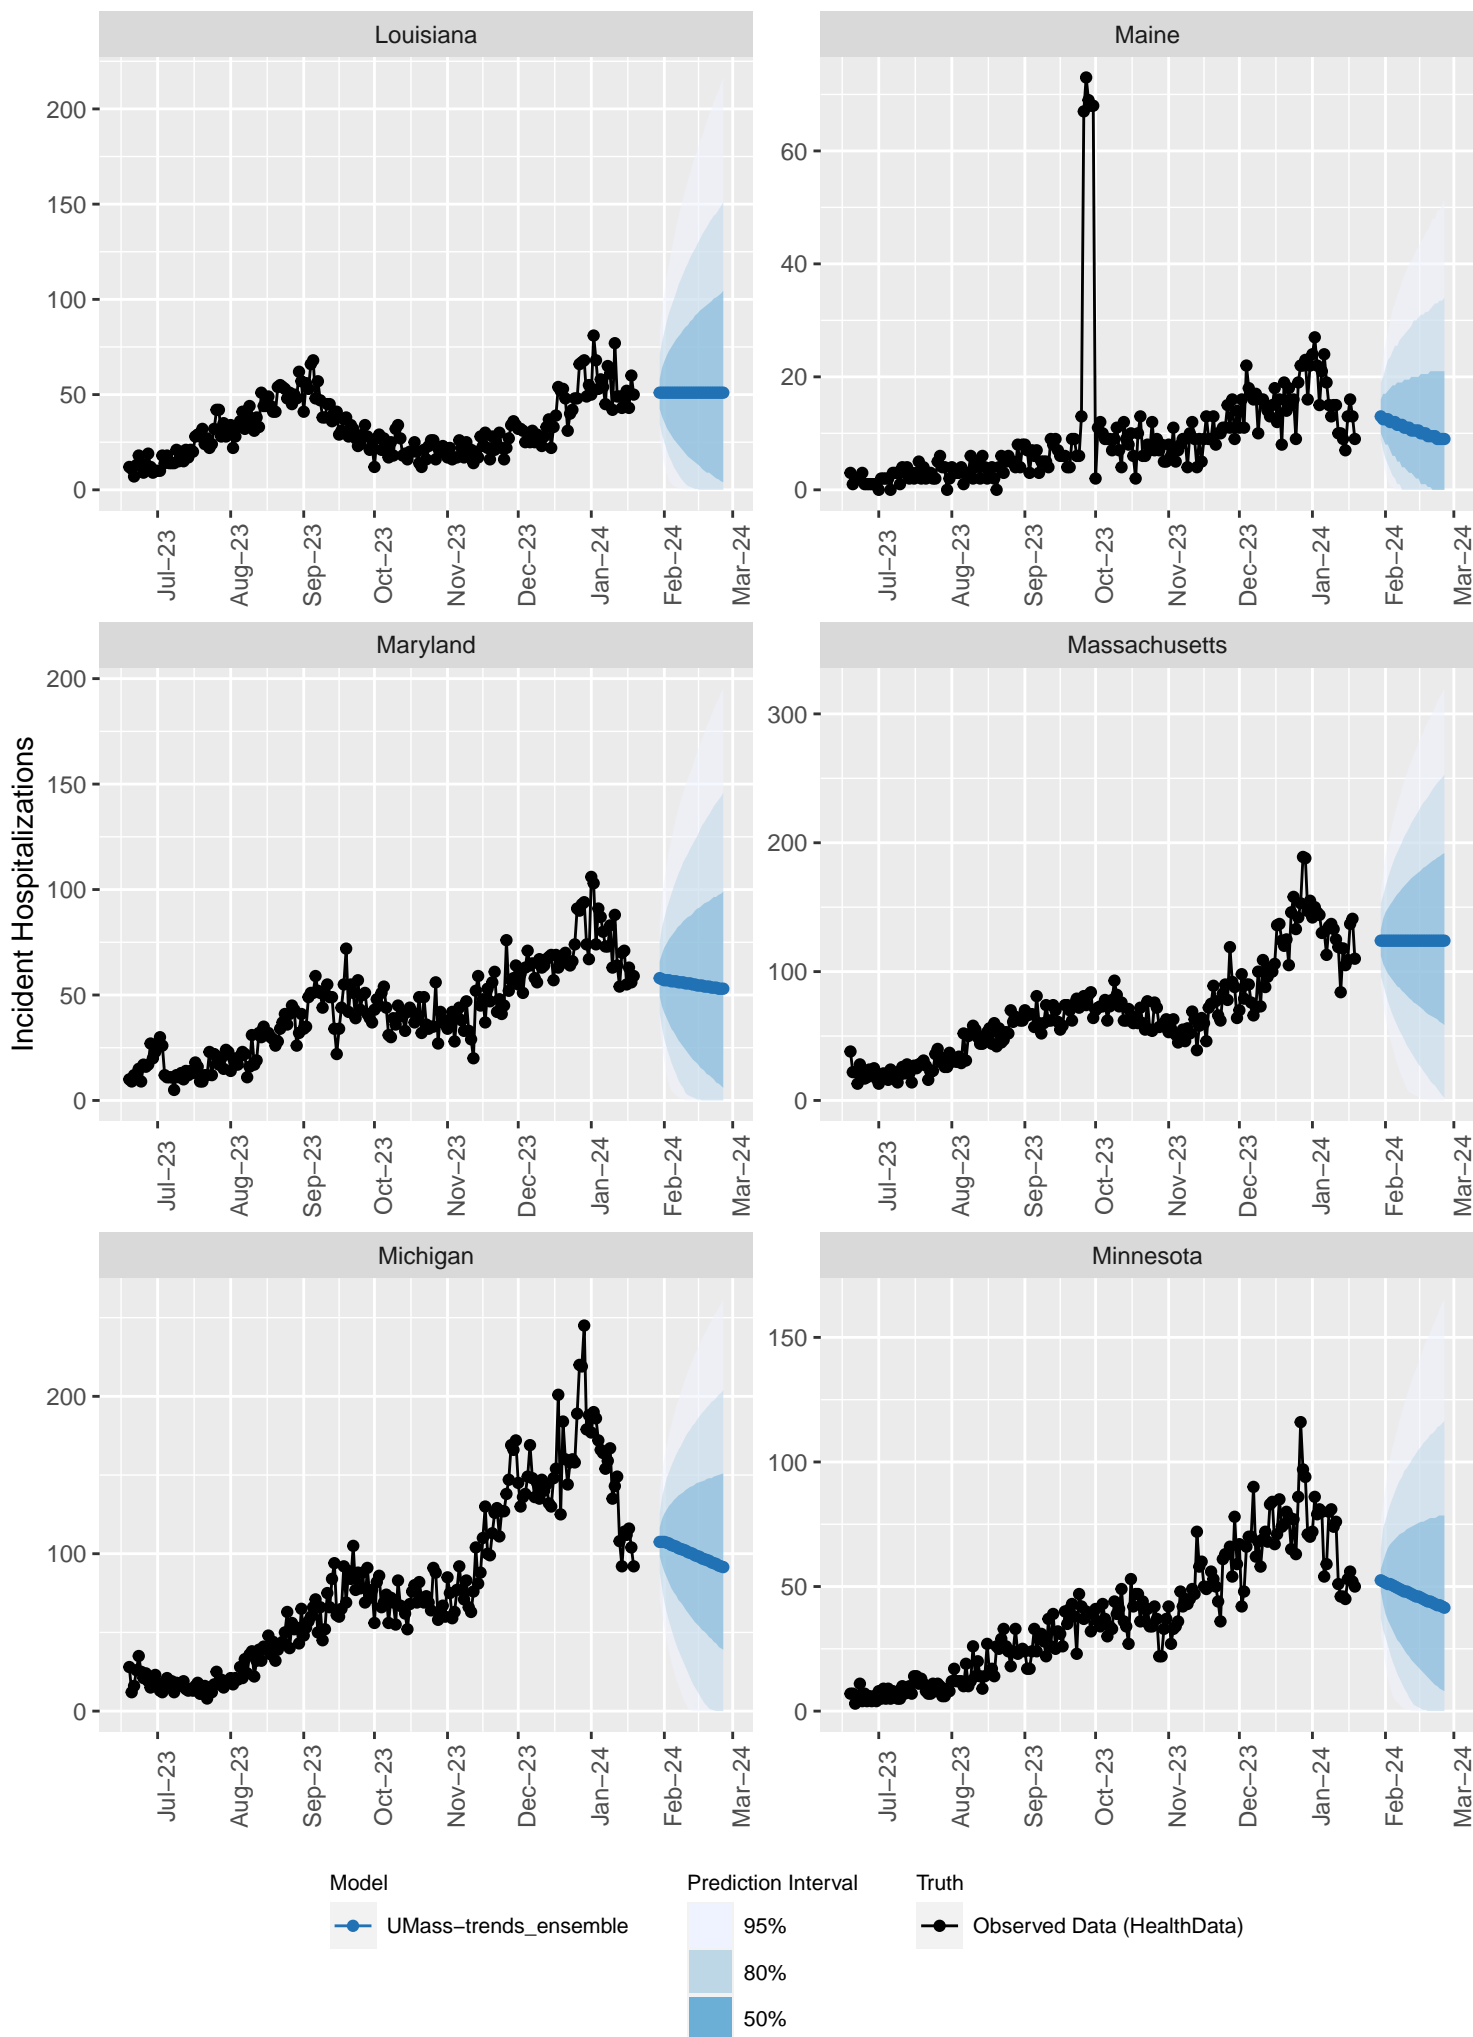 Louisiana
Maine
200
150
100
50
0
60
40
20
0
Jul−23
Aug−23
Sep−23
Oct−23
Nov−23
Dec−23
Jan−24
Feb−24
Mar−24
Jul−23
Aug−23
Sep−23
Oct−23
Nov−23
Dec−23
Jan−24
Feb−24
Mar−24
Incident Hospitalizations
Maryland
Massachusetts
200
150
100
50
0
300
200
100
0
Jul−23
Aug−23
Sep−23
Oct−23
Nov−23
Dec−23
Jan−24
Feb−24
Mar−24
Jul−23
Aug−23
Sep−23
Oct−23
Nov−23
Dec−23
Jan−24
Feb−24
Mar−24
Michigan
Minnesota
200
100
0
150
100
50
0
Jul−23
Aug−23
Sep−23
Oct−23
Nov−23
Dec−23
Jan−24
Feb−24
Mar−24
Jul−23
Aug−23
Sep−23
Oct−23
Nov−23
Dec−23
Jan−24
Feb−24
Mar−24
Model
UMass−trends_ensemble
Prediction Interval
95%
80%
50%
Truth
Observed Data (HealthData)